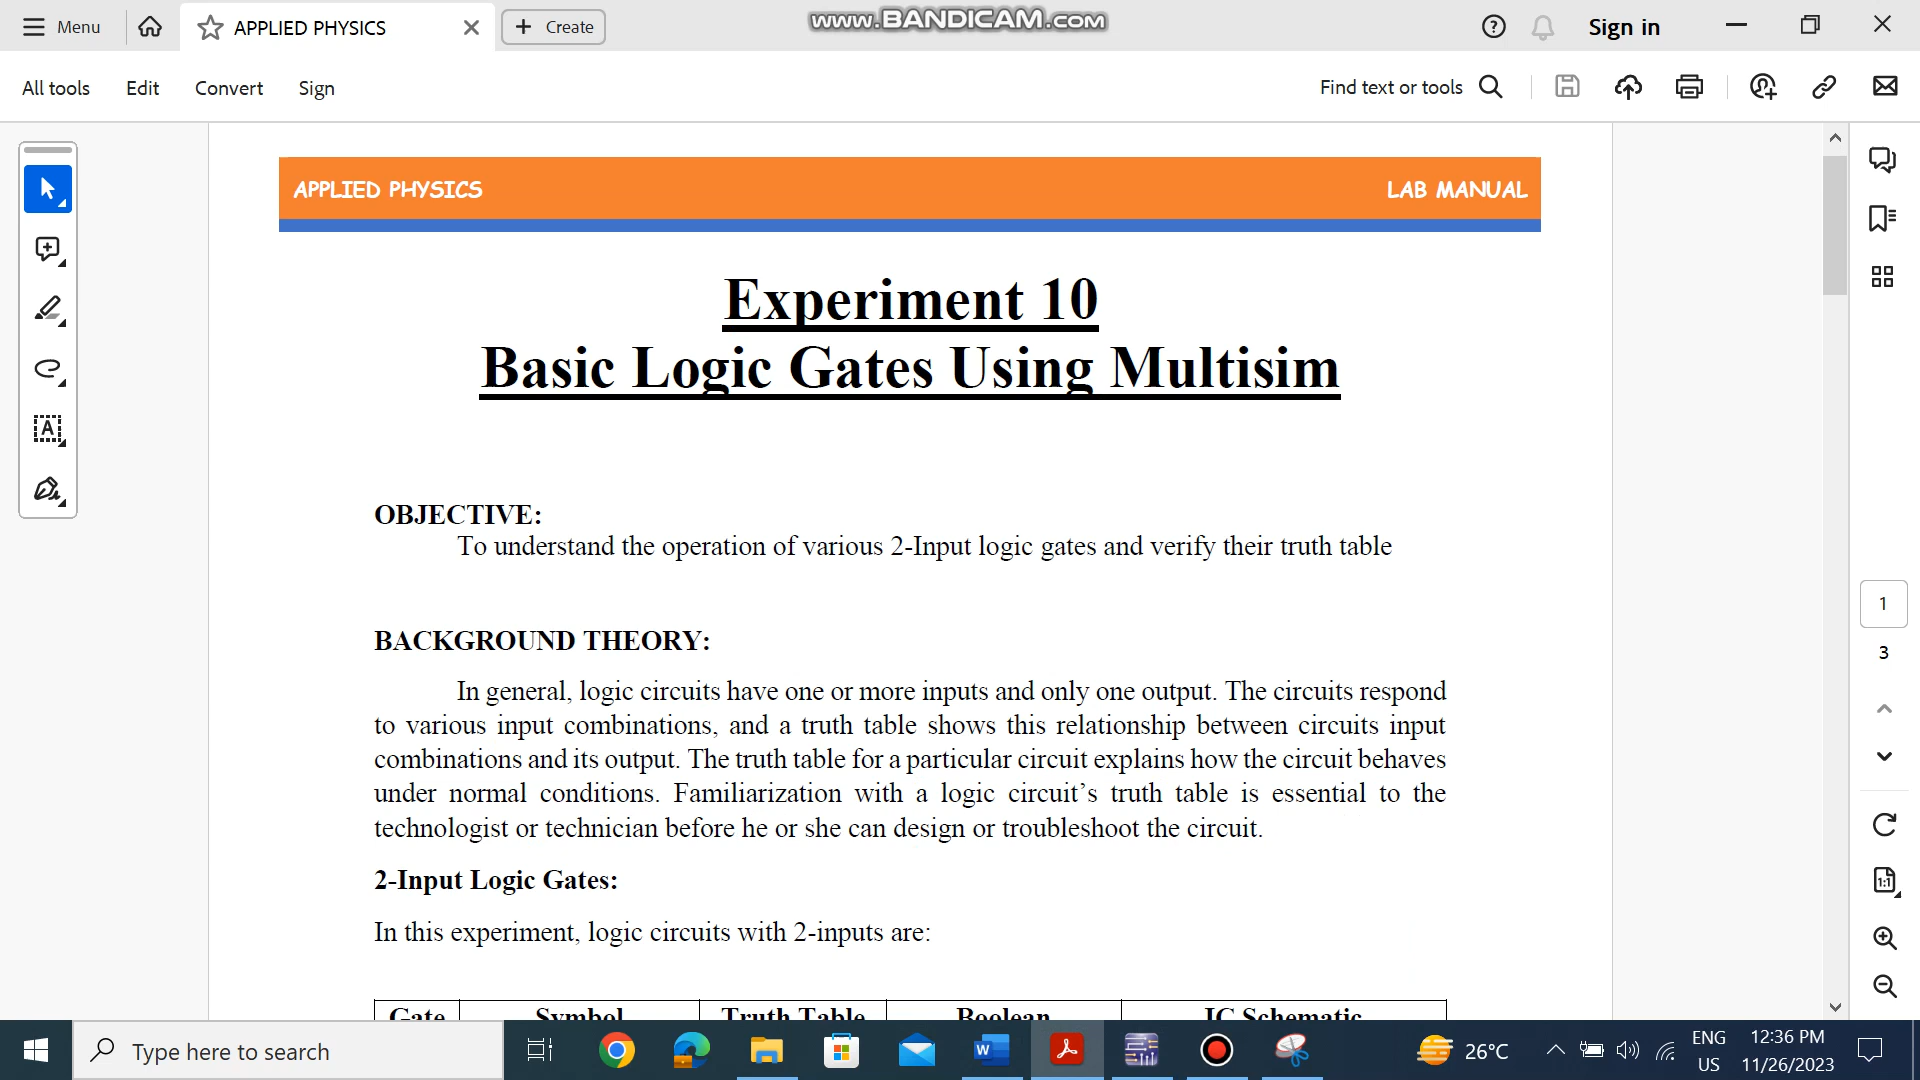 Menu
APPLIED PHYSICS
Create
www.BANDICAM.com
Sign in
All tools
Edit
Convert
Sign
Find text or tools
APPLIED PHYSICS
LAB MANUAL
Experiment 10
Basic Logic Gates Using Multisim
OBJECTIVE:
To understand the operation of various 2-Input logic gates and verify their truth table
BACKGROUND THEORY:
In general, logic circuits have one or more inputs and only one output. The circuits respond
to various input combinations, and a truth table shows this relationship between circuits input
combinations and its output. The truth table for a particular circuit explains how the circuit behaves
under normal conditions. Familiarization with a logic circuit’s truth table is essential to the
technologist or technician before he or she can design or troubleshoot the circuit.
2-Input Logic Gates:
In this experiment, logic circuits with 2-inputs are:
Gate
Symbol
Truth Table
Boolean
IC Schematic
1
3
Type here to search
26°C
ENG
US
12:36 PM
11/26/2023